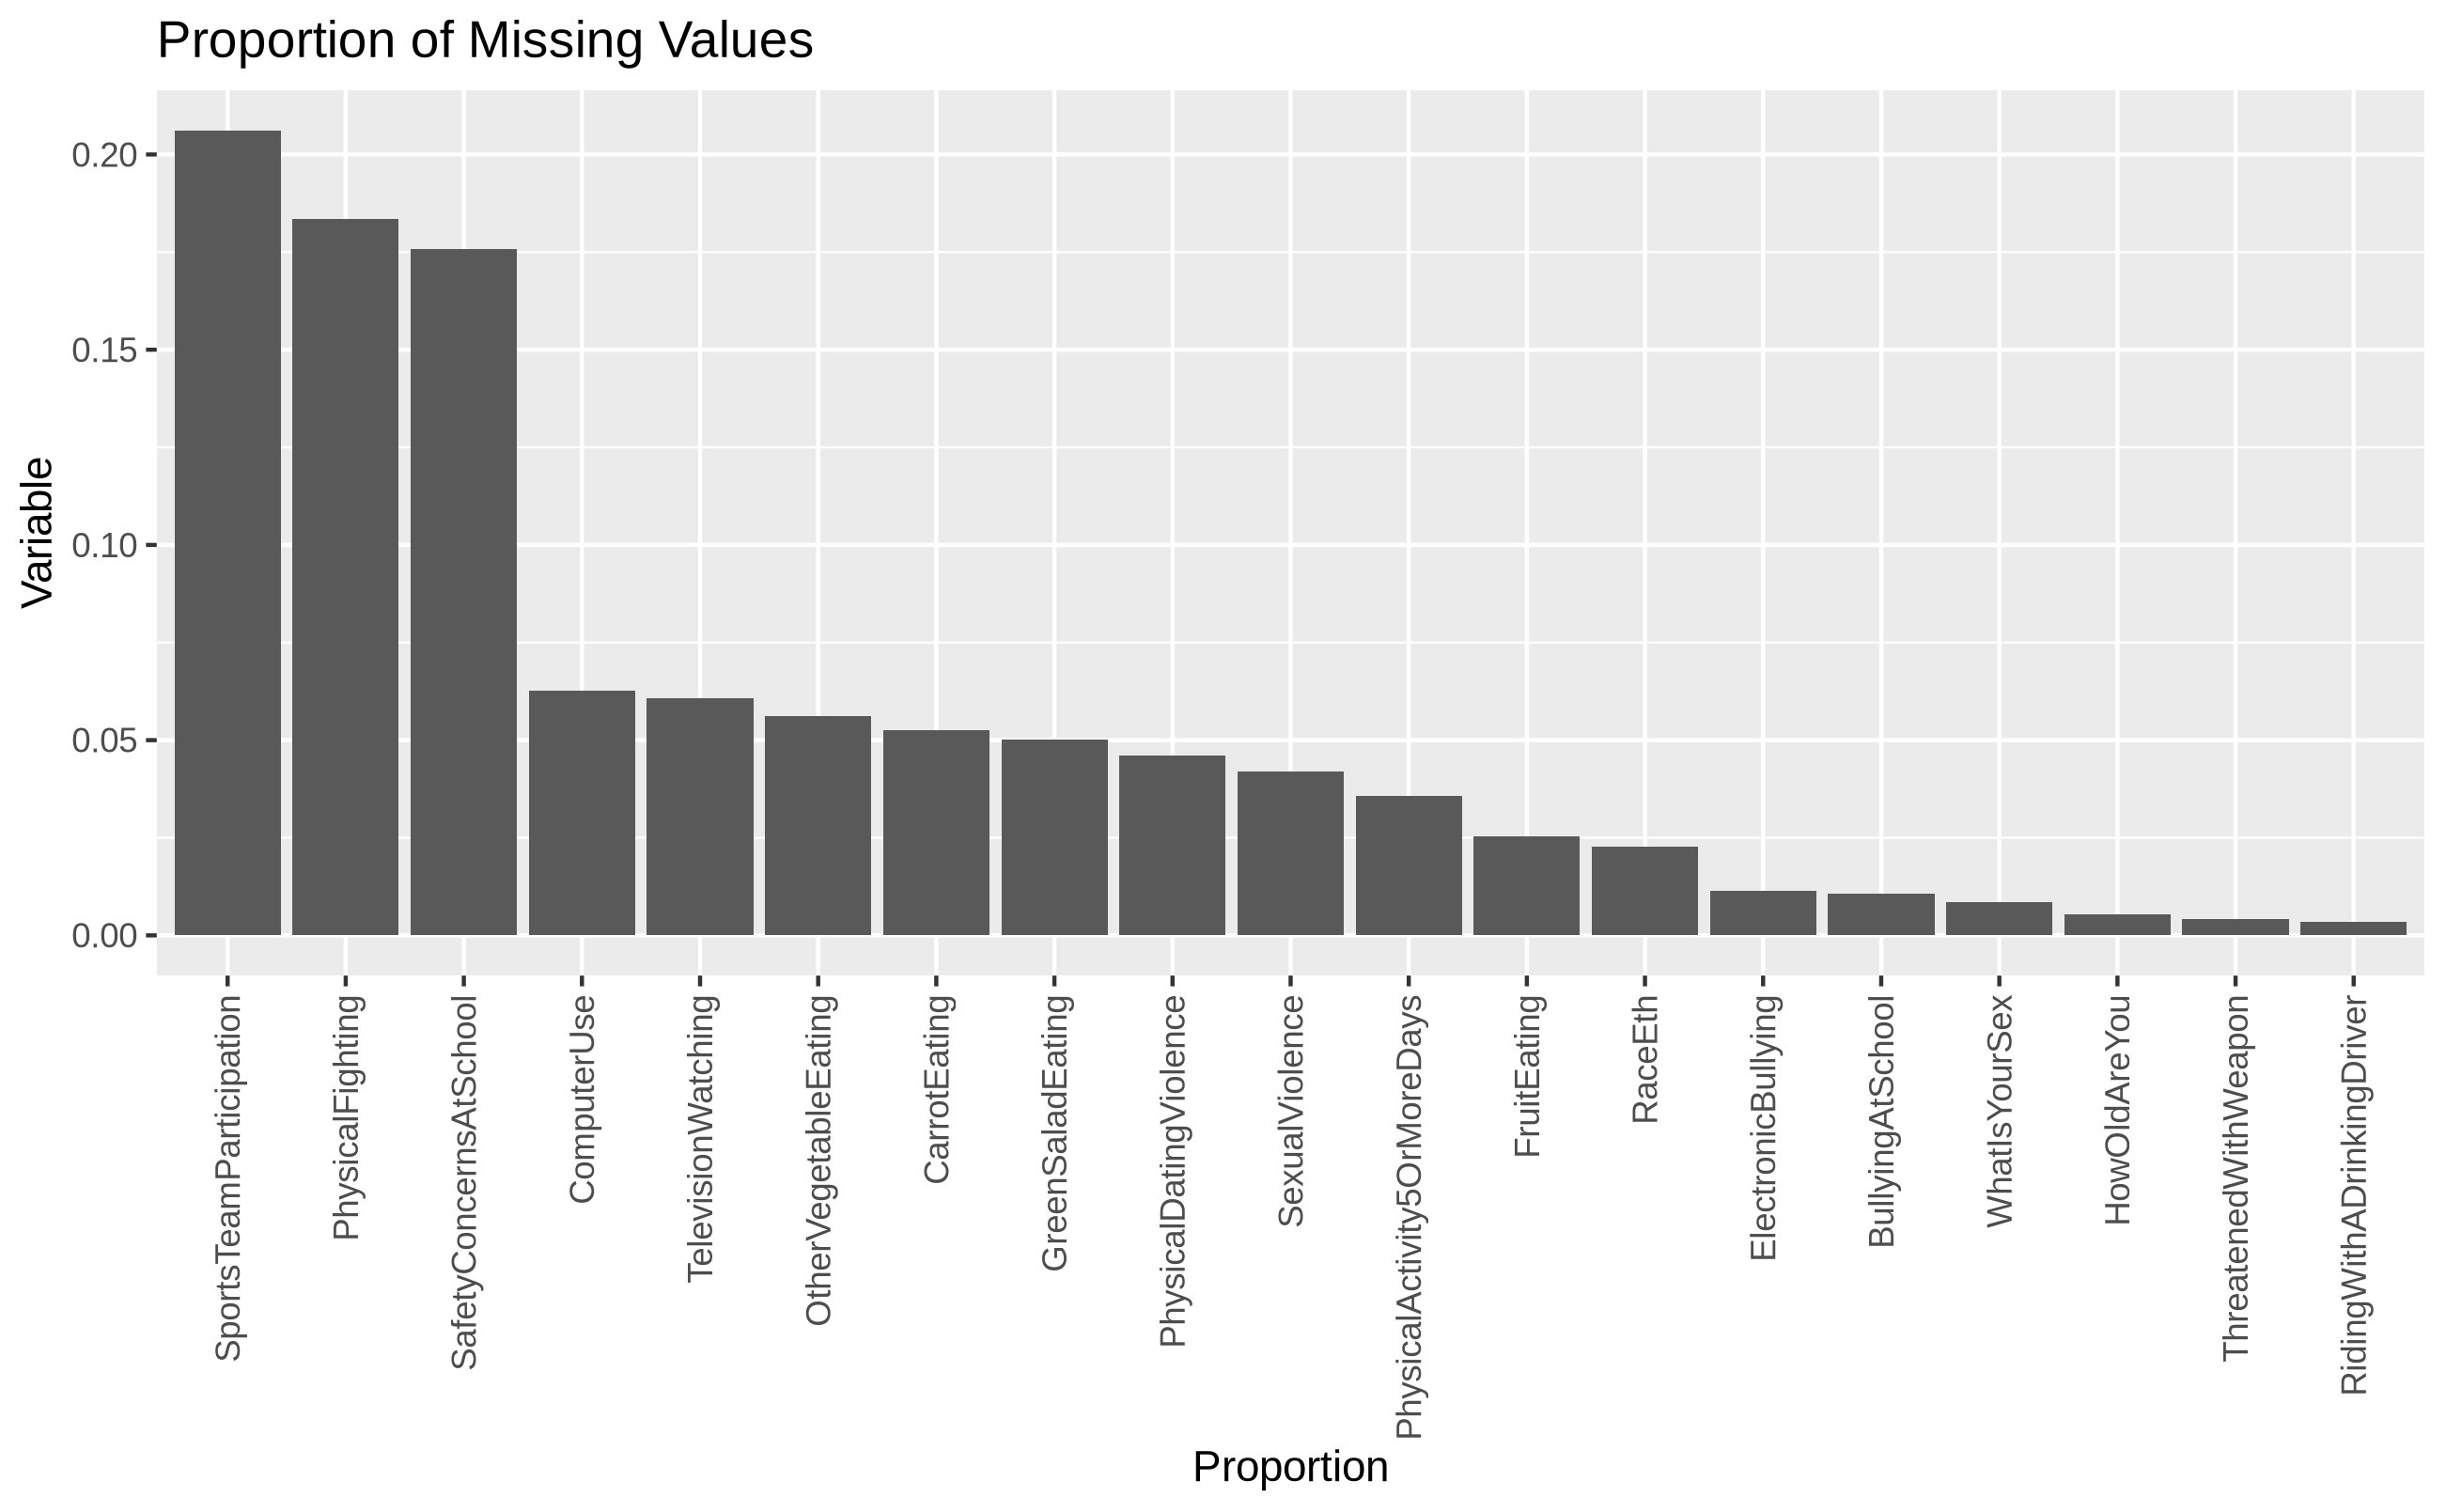 Proportion of Missing Values
Variable
0.20
0.15
0.10
0.05
0.00
SportsTeamParticipation
PhysicalFighting
SafetyConcernsAtSchool
ComputerUse
TelevisionWatching
OtherVegetableEating
CarrotEating
GreenSaladEating
PhysicalDatingViolence
SexualViolence
PhysicalActivity5OrMoreDays
FruitEating
RaceEth
ElectronicBullying
BullyingAtSchool
WhatIsYourSex
HowOldAreYou
ThreatenedWithWeapon
RidingWithADrinkingDriver
Proportion